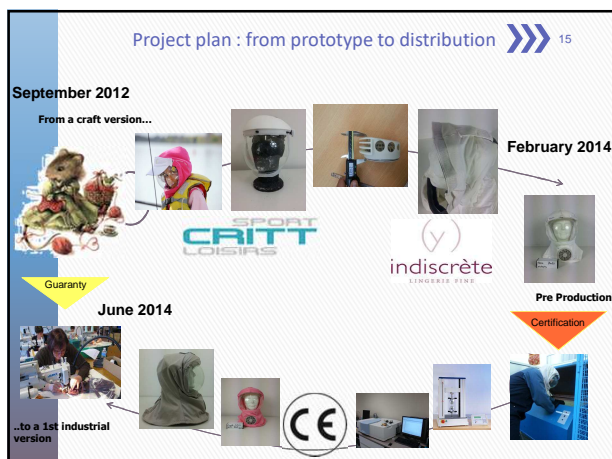 Project plan : from prototype to distribution
15
September 2012
From a craft version...
February 2014
SPORT
CRITT
LOISIRS
(y)
indiscrète
LINGERIE FINE
Guaranty
Pre Production
June 2014
Certification
CE
..to a 1st industrial
version